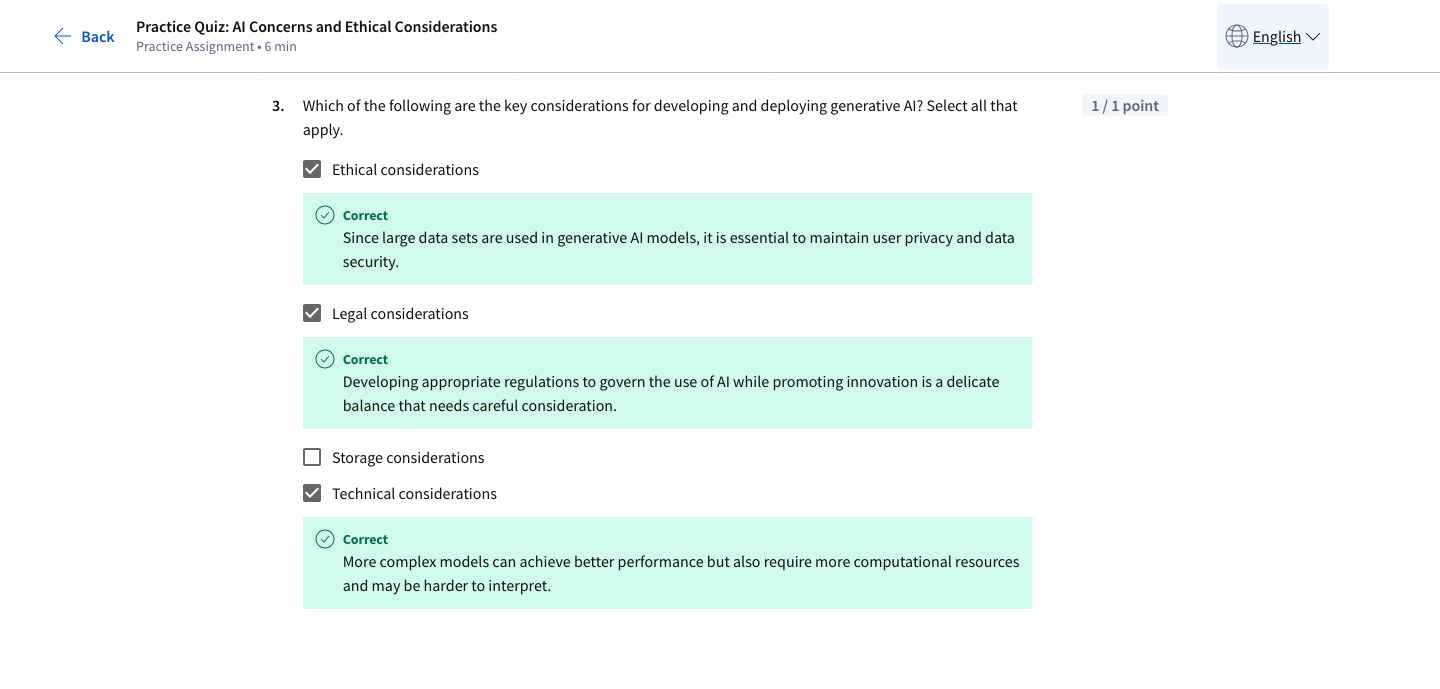 Back
Practice Quiz: AI Concerns and Ethical Considerations
Practice Assignment • 6 min
English
3. Which of the following are the key considerations for developing and deploying generative AI? Select all that
apply.
1 / 1 point
Ethical considerations
Correct
Since large data sets are used in generative AI models, it is essential to maintain user privacy and data
security.
Legal considerations
Correct
Developing appropriate regulations to govern the use of AI while promoting innovation is a delicate
balance that needs careful consideration.
Storage considerations
Technical considerations
Correct
More complex models can achieve better performance but also require more computational resources
and may be harder to interpret.